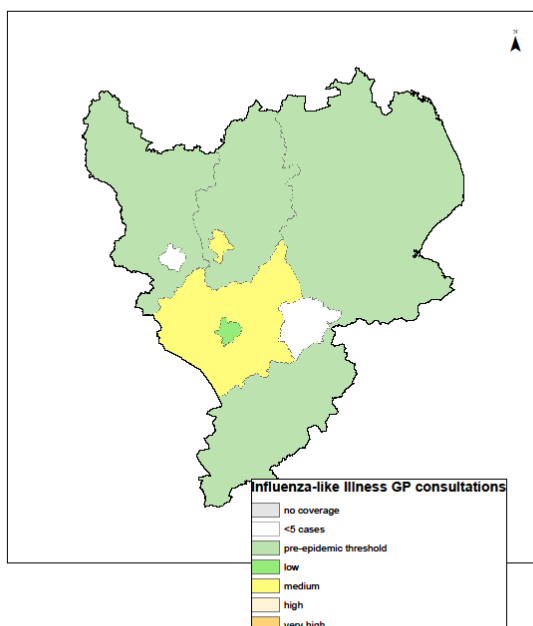 N
Influenza-like Illness GP consultations
no coverage
<5 cases
pre-epidemic threshold
low
medium
high
very high